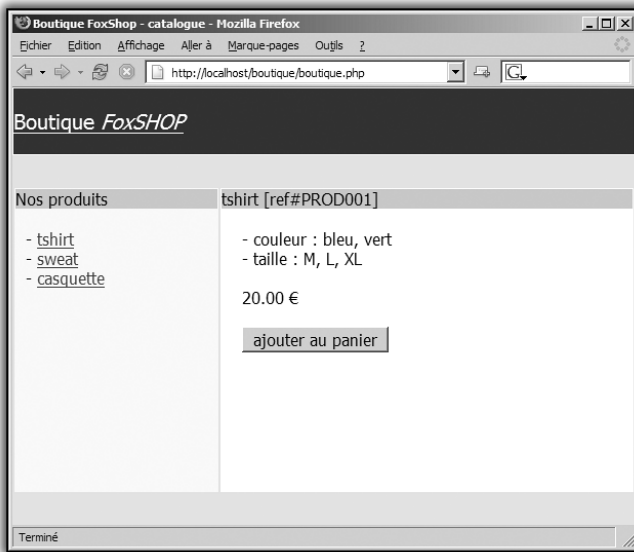 Boutique FoxShop - catalogue - Mozilla Firefox
Fichier Edition Affichage Aller à Marque-pages Outils ?
http://localhost/boutique/boutique.php
G
Boutique FoxSHOP
Nos produits
- tshirt
- sweat
- casquette
tshirt [ref#PROD001]
- couleur : bleu, vert
- taille : M, L, XL
20.00 €
ajouter au panier
Terminé